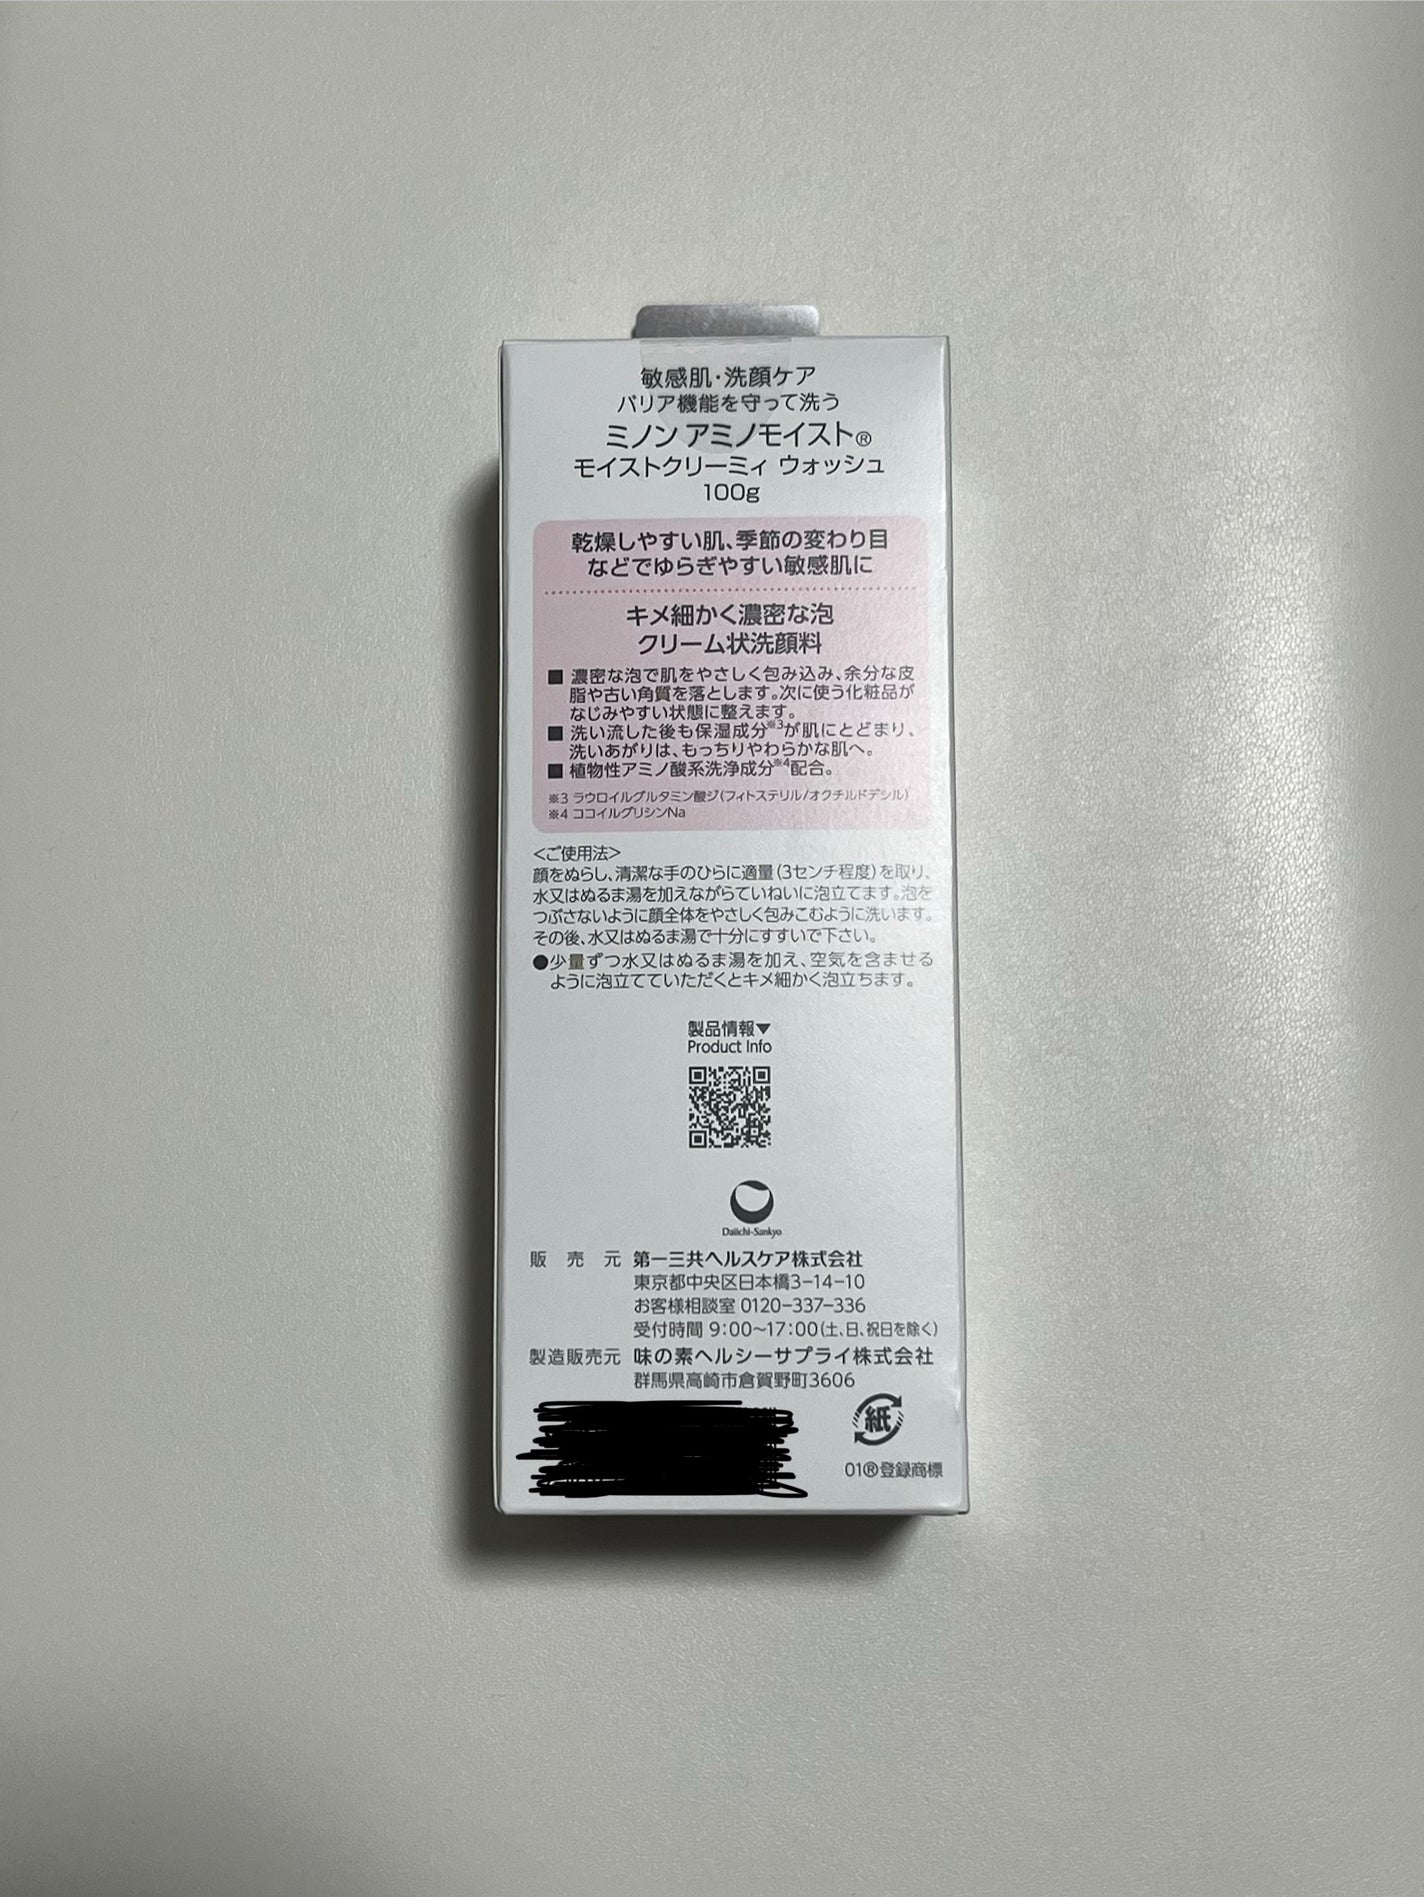 敏感肌・洗顔ケア
バリア機能を守って洗う
ミノン アミノモイスト®
モイストクリーミィ ウォッシュ
100g
乾燥しやすい肌、季節の変わり目
などでゆらぎやすい敏感肌に
キメ細かく濃密な泡
クリーム状洗顔料
■ 濃密な泡で肌をやさしく包み込み、余分な皮
脂や古い角質を落とします。次に使う化粧品が
なじみやすい状態に整えます。
■ 洗い流した後も保湿成分※3が肌にとどまり、
洗いあがりは、もっちりやわらかな肌へ。
■ 植物性アミノ酸系洗浄成分※4配合。
※3 ラウロイルグルタミン酸ジ(フィトステリル/オクチルドデシル)
※4 ココイルグリシンNa
<ご使用法>
顔をぬらし、清潔な手のひらに適量(3センチ程度)を取り、
水又はぬるま湯を加えながらていねいに泡立てます。泡を
つぶさないように顔全体をやさしく包みこむように洗います。
その後、水又はぬるま湯で十分にすすいで下さい。
●少量ずつ水又はぬるま湯を加え、空気を含ませる
ように泡立てていただくとキメ細かく泡立ちます。
製品情報▼
Product Info
Daiichi-Sankyo
販売元 第一三共ヘルスケア株式会社
東京都中央区日本橋3-14-10
お客様相談室 0120-337-336
受付時間 9:00~17:00(土、日、祝日を除く)
製造販売元 味の素ヘルシーサプライ株式会社
群馬県高崎市倉賀野町3606
紙
01®登録商標